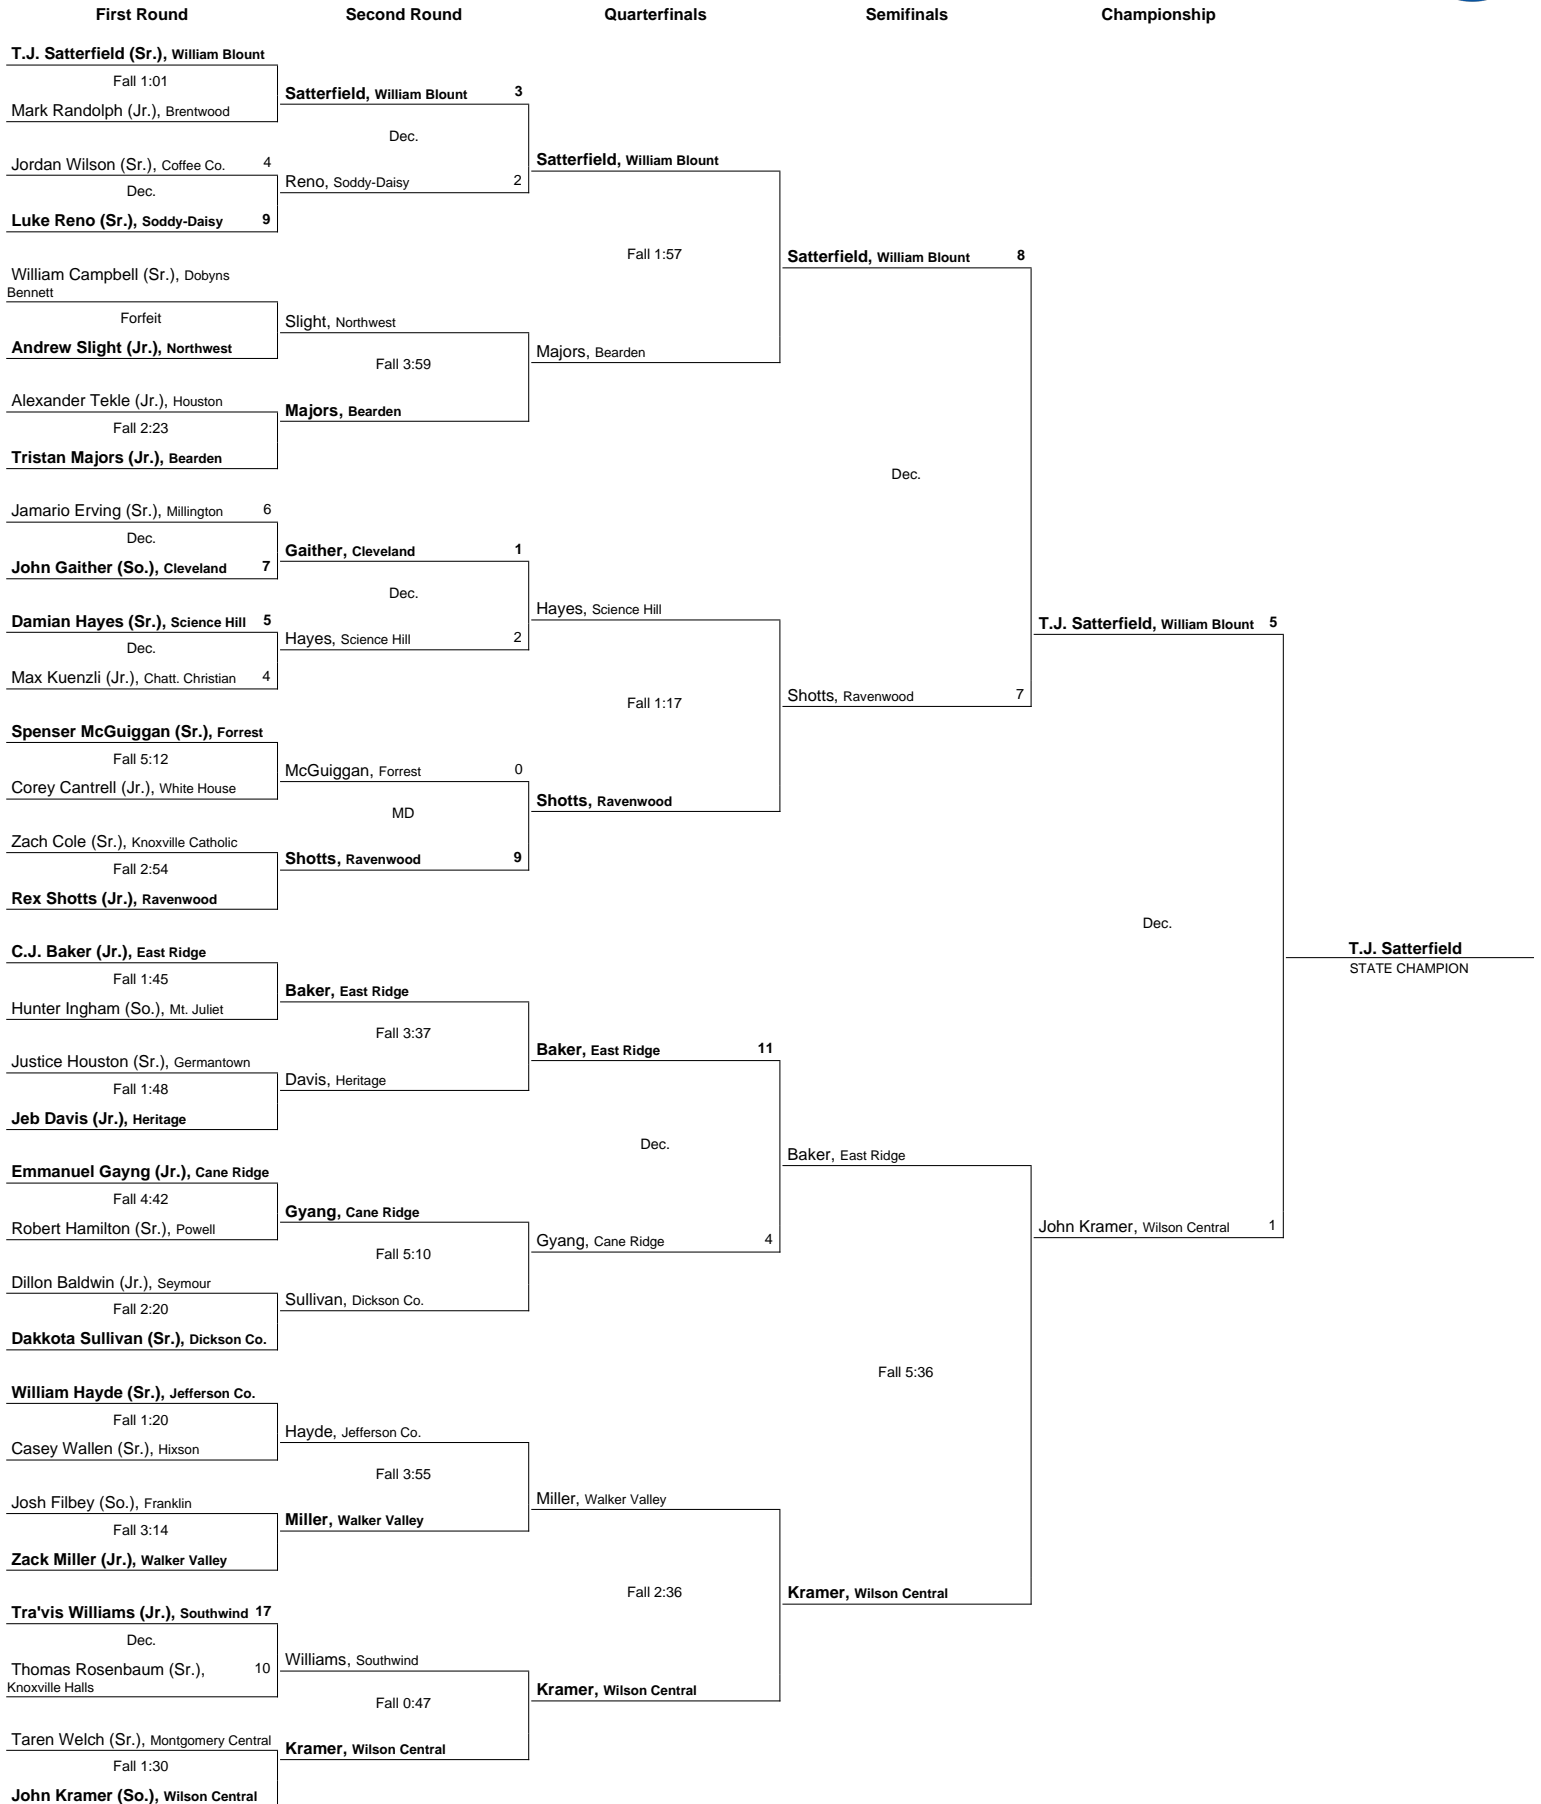 First Round Second Round Quarterfinals Semifinals Championship
T.J. Satterfield (Sr.), William Blount
Fall 1:01
Mark Randolph (Jr.), Brentwood
Jordan Wilson (Sr.), Coffee Co. 4
Dec.
Luke Reno (Sr.), Soddy-Daisy 9
William Campbell (Sr.), Dobyns
Bennett
Forfeit
Andrew Slight (Jr.), Northwest
Alexander Tekle (Jr.), Houston
Fall 2:23
Tristan Majors (Jr.), Bearden
Jamario Erving (Sr.), Millington 6
Dec.
John Gaither (So.), Cleveland 7
Damian Hayes (Sr.), Science Hill 5
Dec.
Max Kuenzli (Jr.), Chatt. Christian 4
Spenser McGuiggan (Sr.), Forrest
Fall 5:12
Corey Cantrell (Jr.), White House
Zach Cole (Sr.), Knoxville Catholic
Fall 2:54
Rex Shotts (Jr.), Ravenwood
C.J. Baker (Jr.), East Ridge
Fall 1:45
Hunter Ingham (So.), Mt. Juliet
Justice Houston (Sr.), Germantown
Fall 1:48
Jeb Davis (Jr.), Heritage
Emmanuel Gayng (Jr.), Cane Ridge
Fall 4:42
Robert Hamilton (Sr.), Powell
Dillon Baldwin (Jr.), Seymour
Fall 2:20
Dakkota Sullivan (Sr.), Dickson Co.
William Hayde (Sr.), Jefferson Co.
Fall 1:20
Casey Wallen (Sr.), Hixson
Josh Filbey (So.), Franklin
Fall 3:14
Zack Miller (Jr.), Walker Valley
Tra'vis Williams (Jr.), Southwind 17
Dec.
Thomas Rosenbaum (Sr.), 10
Knoxville Halls
Taren Welch (Sr.), Montgomery Central
Fall 1:30
John Kramer (So.), Wilson Central
Satterfield, William Blount 3
Dec.
Reno, Soddy-Daisy 2
Slight, Northwest
Fall 3:59
Majors, Bearden
Gaither, Cleveland 1
Dec.
Hayes, Science Hill 2
McGuiggan, Forrest 0
MD
Shotts, Ravenwood 9
Baker, East Ridge
Fall 3:37
Davis, Heritage
Gyang, Cane Ridge
Fall 5:10
Sullivan, Dickson Co.
Hayde, Jefferson Co.
Fall 3:55
Miller, Walker Valley
Williams, Southwind
Fall 0:47
Kramer, Wilson Central
Satterfield, William Blount
Fall 1:57
Majors, Bearden
Hayes, Science Hill
Fall 1:17
Shotts, Ravenwood
Baker, East Ridge 11
Dec.
Gyang, Cane Ridge 4
Miller, Walker Valley
Fall 2:36
Kramer, Wilson Central
Satterfield, William Blount 8
Dec.
Shotts, Ravenwood 7
Baker, East Ridge
Fall 5:36
Kramer, Wilson Central
T.J. Satterfield, William Blount 5
Dec.
John Kramer, Wilson Central 1
T.J. Satterfield
STATE CHAMPION